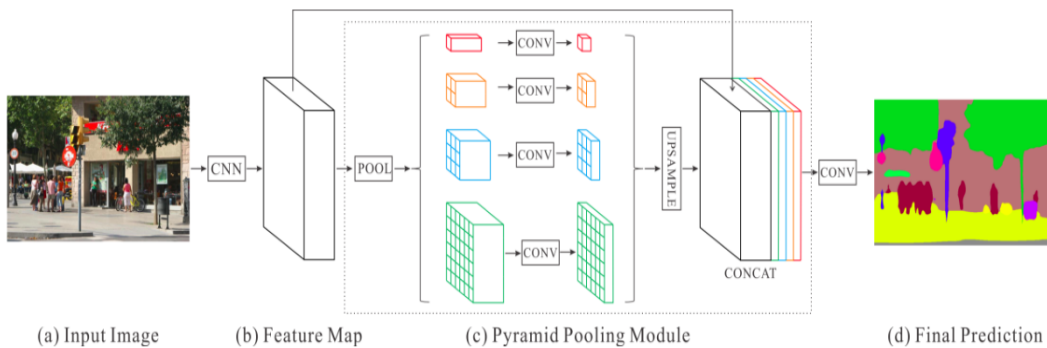 CNN
POOL
CONV
CONV
CONV
CONV
UPSAMPLE
CONCAT
CONV
(a) Input Image
(b) Feature Map
(c) Pyramid Pooling Module
(d) Final Prediction